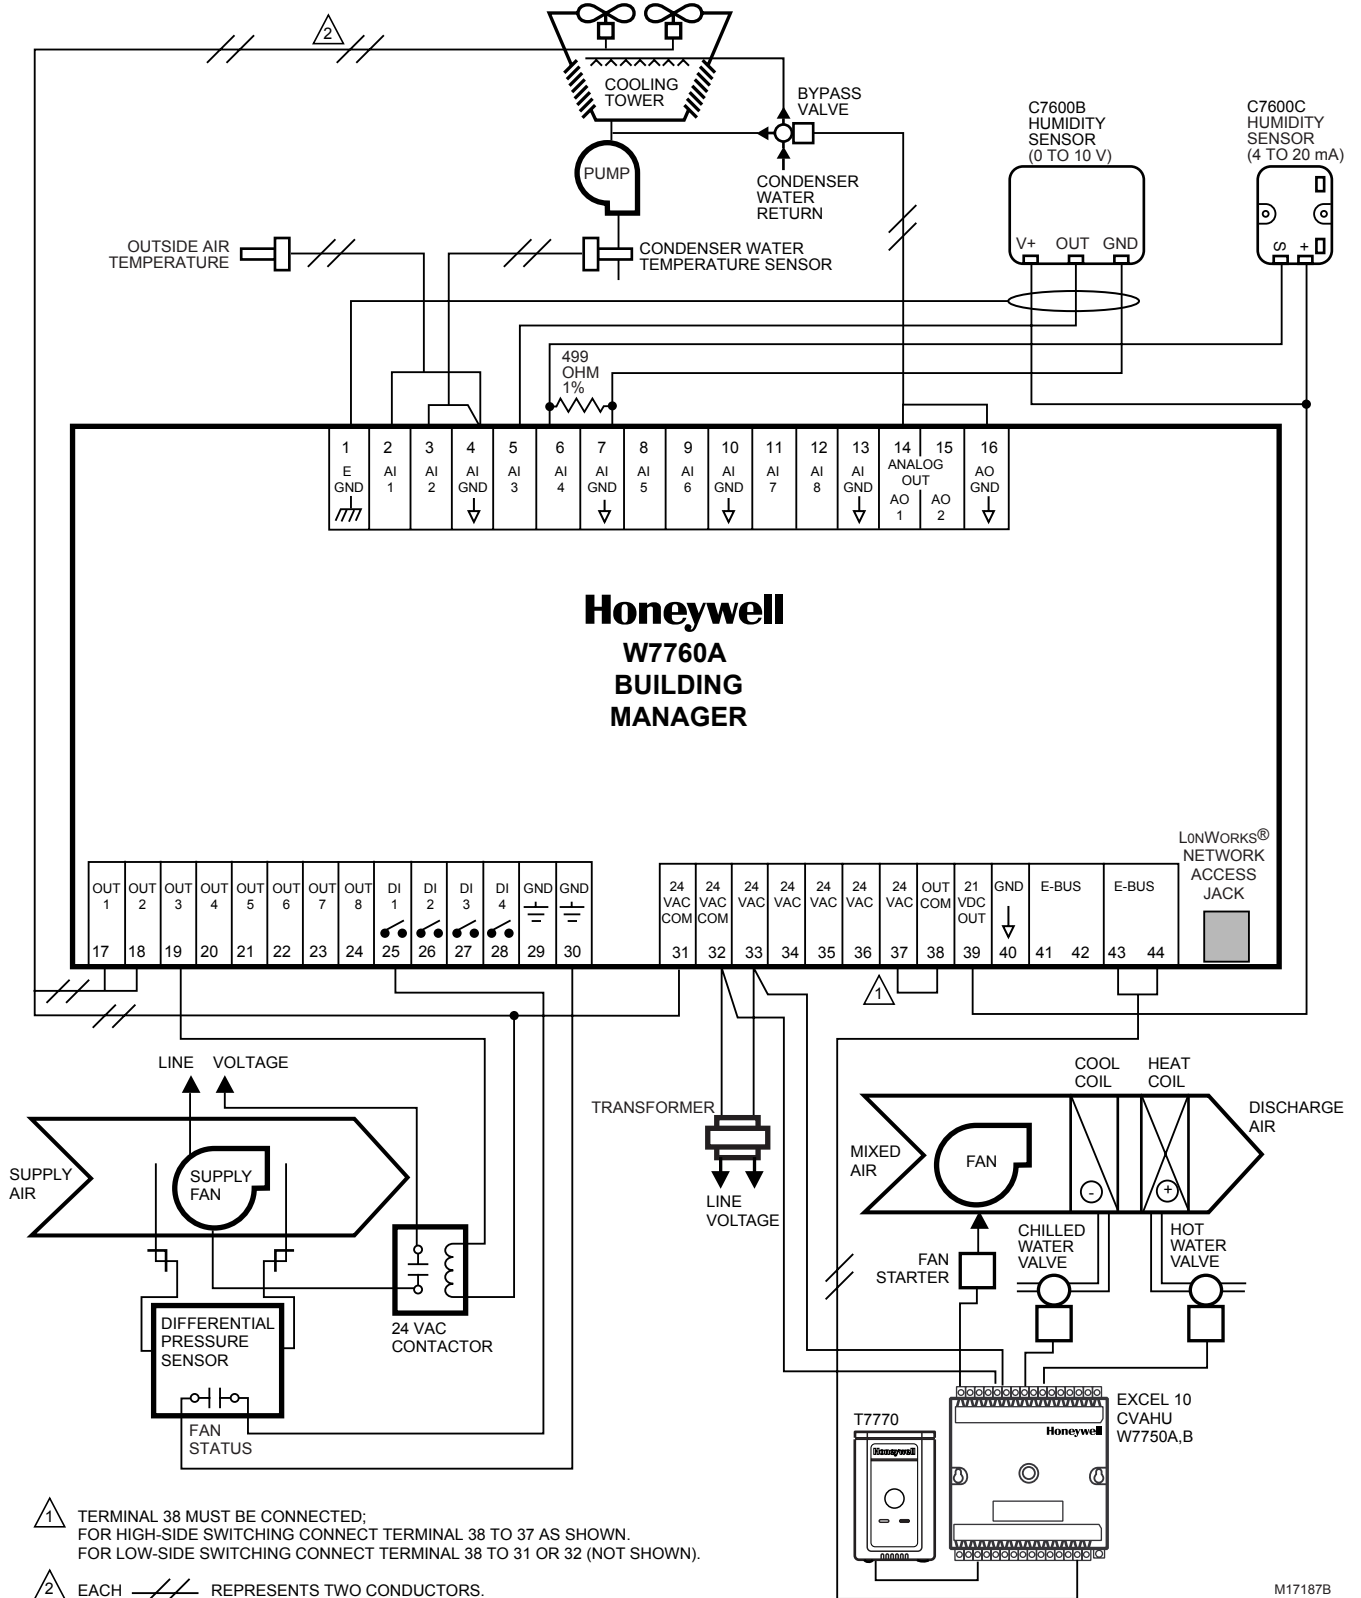 2
COOLING
TOWER
BYPASS
VALVE
C7600B
HUMIDITY
SENSOR
(0 TO 10 V)
C7600C
HUMIDITY
SENSOR
(4 TO 20 mA)
PUMP
CONDENSER
WATER
RETURN
OUTSIDE AIR
TEMPERATURE
CONDENSER WATER
TEMPERATURE SENSOR
V+ OUT GND
S +
499
OHM
1%
1 2 3 4 5 6 7 8 9 10 11 12 13 14 15 16
E
GND
AI
1
AI
2
AI
GND
AI
3
AI
4
AI
GND
AI
5
AI
6
AI
GND
AI
7
AI
8
AI
GND
ANALOG
OUT
AO
1
AO
2
AO
GND
Honeywell
W7760A
BUILDING
MANAGER
LONWORKS®
NETWORK
ACCESS
JACK
OUT
1
OUT
2
OUT
3
OUT
4
OUT
5
OUT
6
OUT
7
OUT
8
DI
1
DI
2
DI
3
DI
4
GND
GND
17 18 19 20 21 22 23 24 25 26 27 28 29 30
24
VAC
COM
24
VAC
COM
24
VAC
24
VAC
24
VAC
24
VAC
24
VAC
OUT
COM
21
VDC
OUT
GND
E-BUS
E-BUS
31 32 33 34 35 36 37 38 39 40 41 42 43 44
1
LINE VOLTAGE
SUPPLY
AIR
SUPPLY
FAN
TRANSFORMER
LINE
VOLTAGE
COOL
COIL
HEAT
COIL
DISCHARGE
AIR
MIXED
AIR
FAN
-
+
FAN
STARTER
CHILLED
WATER
VALVE
HOT
WATER
VALVE
DIFFERENTIAL
PRESSURE
SENSOR
24 VAC
CONTACTOR
FAN
STATUS
T7770
Honeywell
Honeywell
EXCEL 10
CVAHU
W7750A,B
1 TERMINAL 38 MUST BE CONNECTED;
FOR HIGH-SIDE SWITCHING CONNECT TERMINAL 38 TO 37 AS SHOWN.
FOR LOW-SIDE SWITCHING CONNECT TERMINAL 38 TO 31 OR 32 (NOT SHOWN).
2 EACH REPRESENTS TWO CONDUCTORS.
M17187B